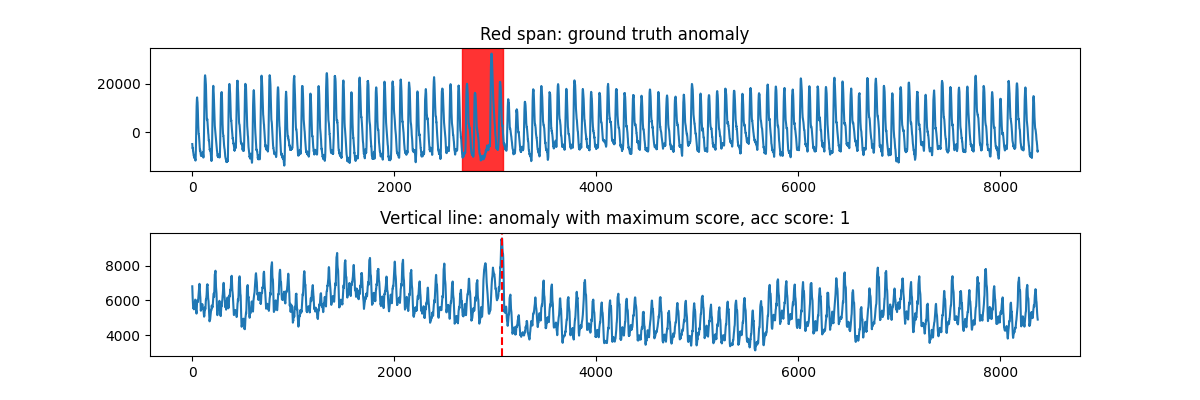 Red span: ground truth anomaly
20000
0
0 2000 4000 6000 8000
Vertical line: anomaly with maximum score, acc score: 1
8000
6000
4000
0 2000 4000 6000 8000